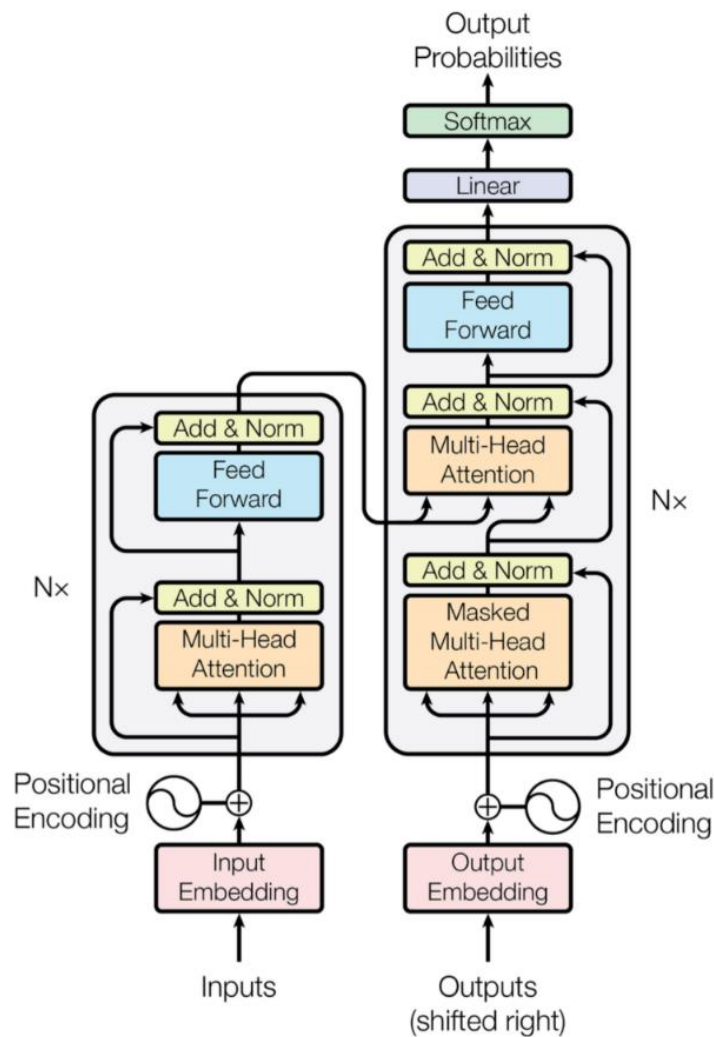 Output
Probabilities
Softmax
Linear
Add & Norm
Feed
Forward
Add & Norm
Multi-Head
Attention
Add & Norm
Masked
Multi-Head
Attention
N×
Add & Norm
Feed
Forward
Add & Norm
Multi-Head
Attention
N×
Positional
Encoding
Positional
Encoding
Input
Embedding
Output
Embedding
Inputs
Outputs
(shifted right)